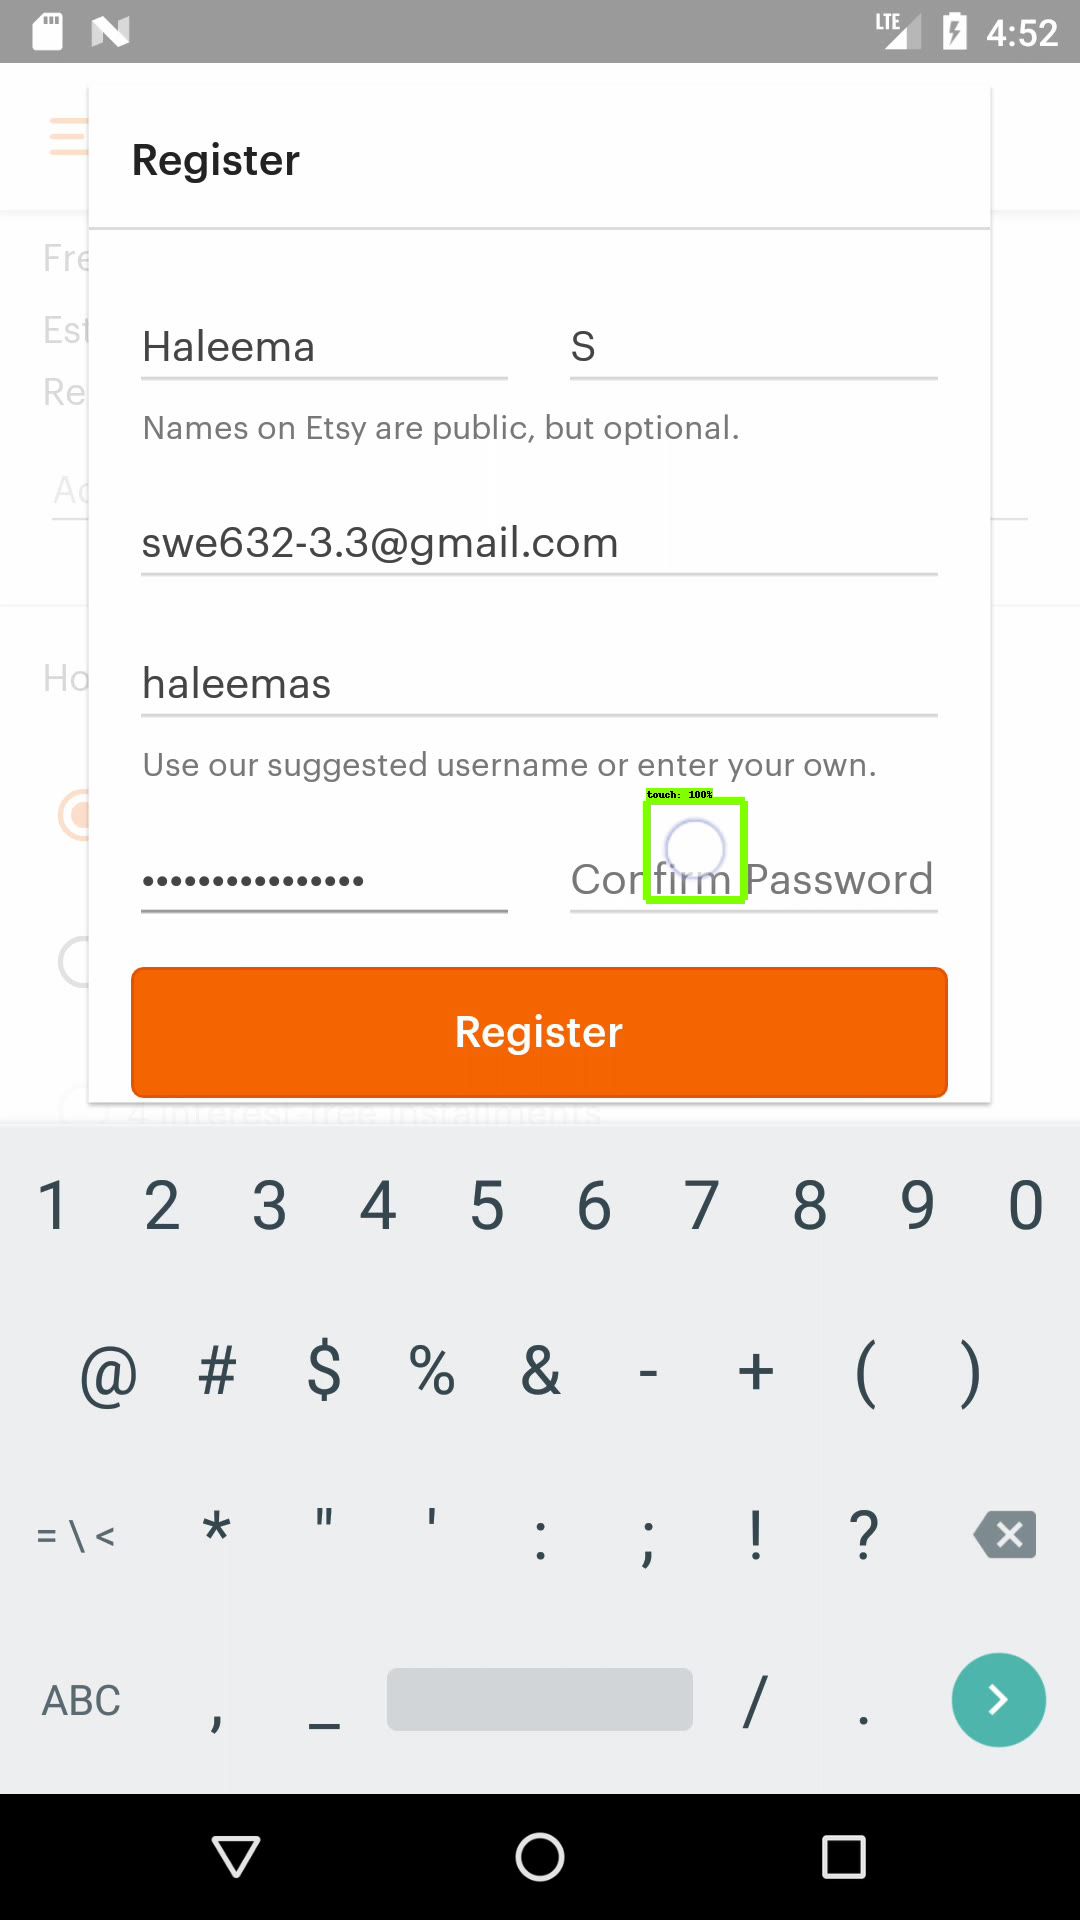 LTE 4:52
Register
Fre
Est
Re
Haleema S
Names on Etsy are public, but optional.
Ac
swe632-3.3@gmail.com
Ho
haleemas
Use our suggested username or enter your own.
touch: 100%
•••••••••••••••• Confirm Password
Register
4 interest-free installments
1 2 3 4 5 6 7 8 9 0
@ # $ % & - + ( )
= \ < * " ' : ; ! ?
ABC , _ / .